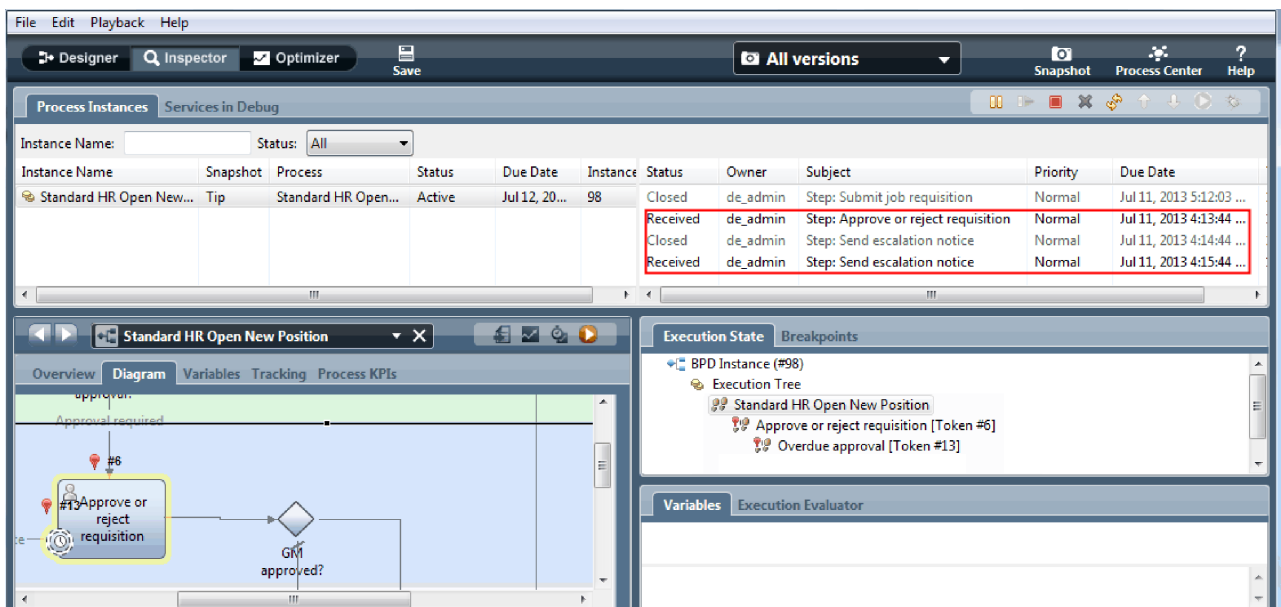 File Edit Playback Help
Designer Inspector Optimizer Save All versions Snapshot Process Center Help
Process Instances Services in Debug
Instance Name: Status: All
Instance Name Snapshot Process Status Due Date Instance Status Owner Subject Priority Due Date
Standard HR Open New... Tip Standard HR Open... Active Jul 12, 20... 98 Closed de_admin Step: Submit job requisition Normal Jul 11, 2013 5:12:03 ...
Received de_admin Step: Approve or reject requisition Normal Jul 11, 2013 4:13:44 ...
Closed de_admin Step: Send escalation notice Normal Jul 11, 2013 4:14:44 ...
Received de_admin Step: Send escalation notice Normal Jul 11, 2013 4:15:44 ...
Standard HR Open New Position
Overview Diagram Variables Tracking Process KPIs
approval?
Approval required
#6
#13 Approve or
reject
requisition
GM
approved?
Execution State Breakpoints
BPD Instance (#98)
Execution Tree
Standard HR Open New Position
Approve or reject requisition [Token #6]
Overdue approval [Token #13]
Variables Execution Evaluator